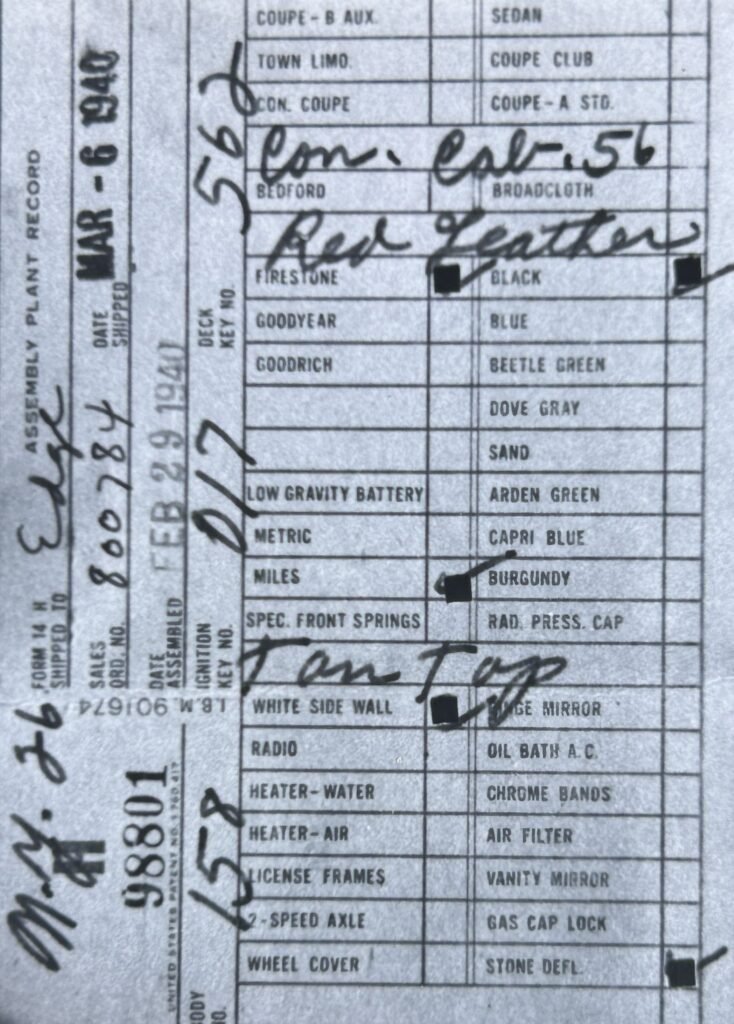 ASSEMBLY PLANT RECORD
FORM 14 H
SHIPPED TO Edge
DATE SHIPPED MAR - 6 1940
SALES ORD. NO. 800784
DATE ASSEMBLED FEB 29 1940
DECK KEY NO. 562
IGNITION KEY NO. D17
I.B.M 901674
N.Y. 26
98801
UNITED STATES PATENT NO. 1 780 417
BODY NO. 158
COUPE-B AUX. SEDAN
TOWN LIMO. COUPE CLUB
CON. COUPE COUPE-A STD.
Con. Cab. 56
BEDFORD BROADCLOTH
Red Leather
FIRESTONE BLACK
GOODYEAR BLUE
GOODRICH BEETLE GREEN
DOVE GRAY
SAND
LOW GRAVITY BATTERY ARDEN GREEN
METRIC CAPRI BLUE
MILES BURGUNDY
SPEC. FRONT SPRINGS RAD. PRESS. CAP
Tan Top
WHITE SIDE WALL MIRROR
RADIO OIL BATH A.C.
HEATER-WATER CHROME BANDS
HEATER-AIR AIR FILTER
LICENSE FRAMES VANITY MIRROR
2-SPEED AXLE GAS CAP LOCK
WHEEL COVER STONE DEFL.